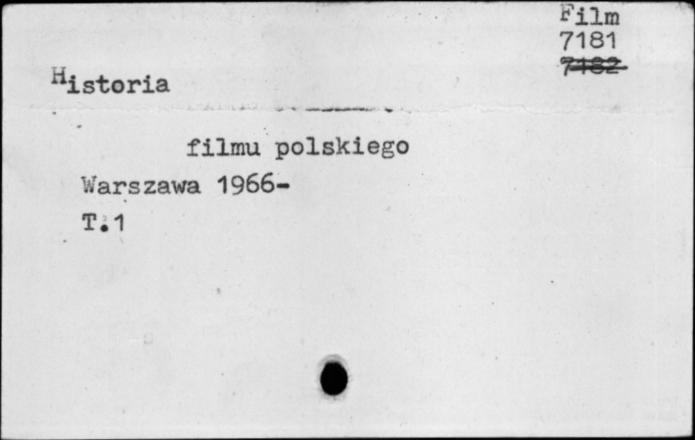 Film
7181
7182
Historia
filmu polskiego
Warszawa 1966-
T.1